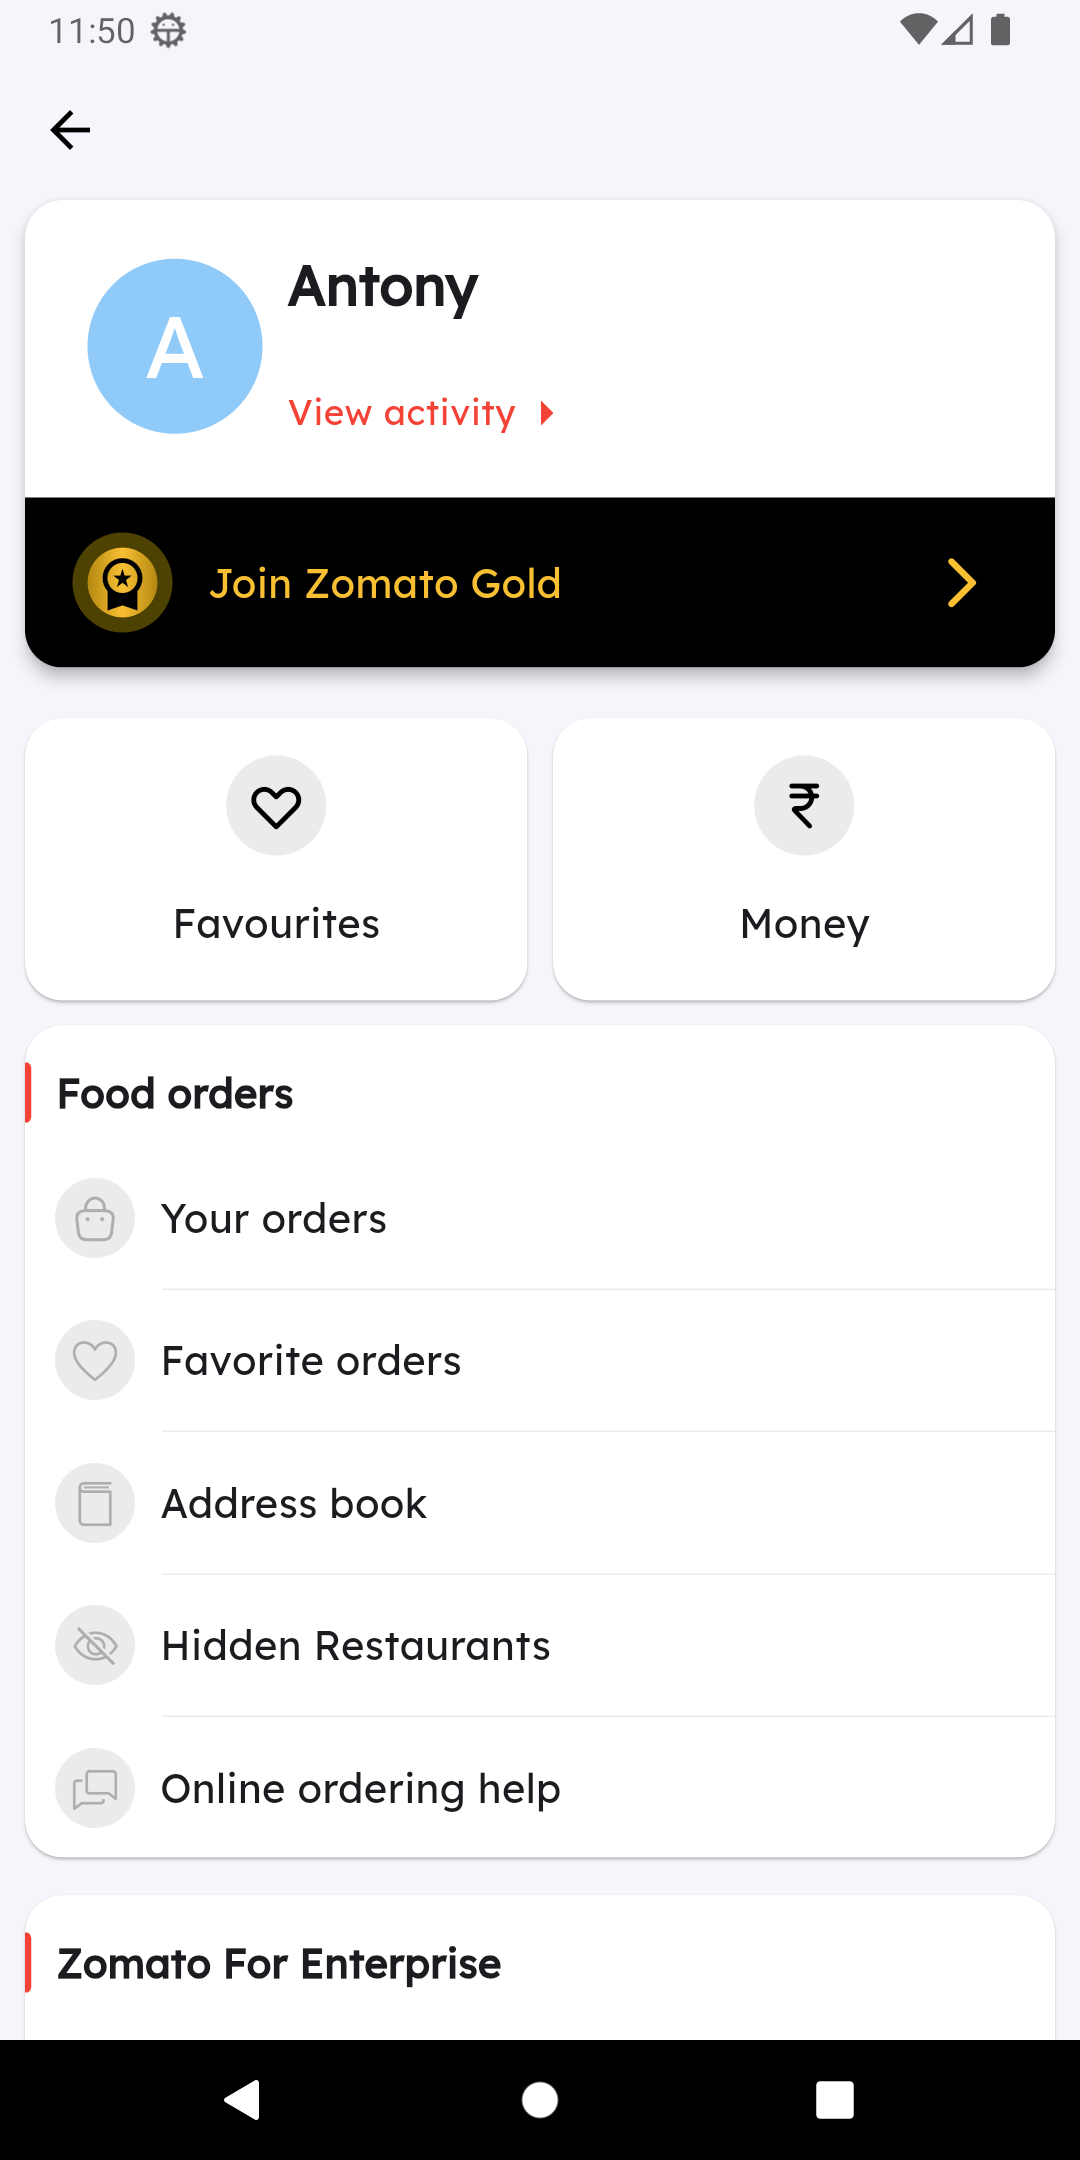 11:50
A
Antony
View activity
Join Zomato Gold
Favourites
Money
Food orders
Your orders
Favorite orders
Address book
Hidden Restaurants
Online ordering help
Zomato For Enterprise